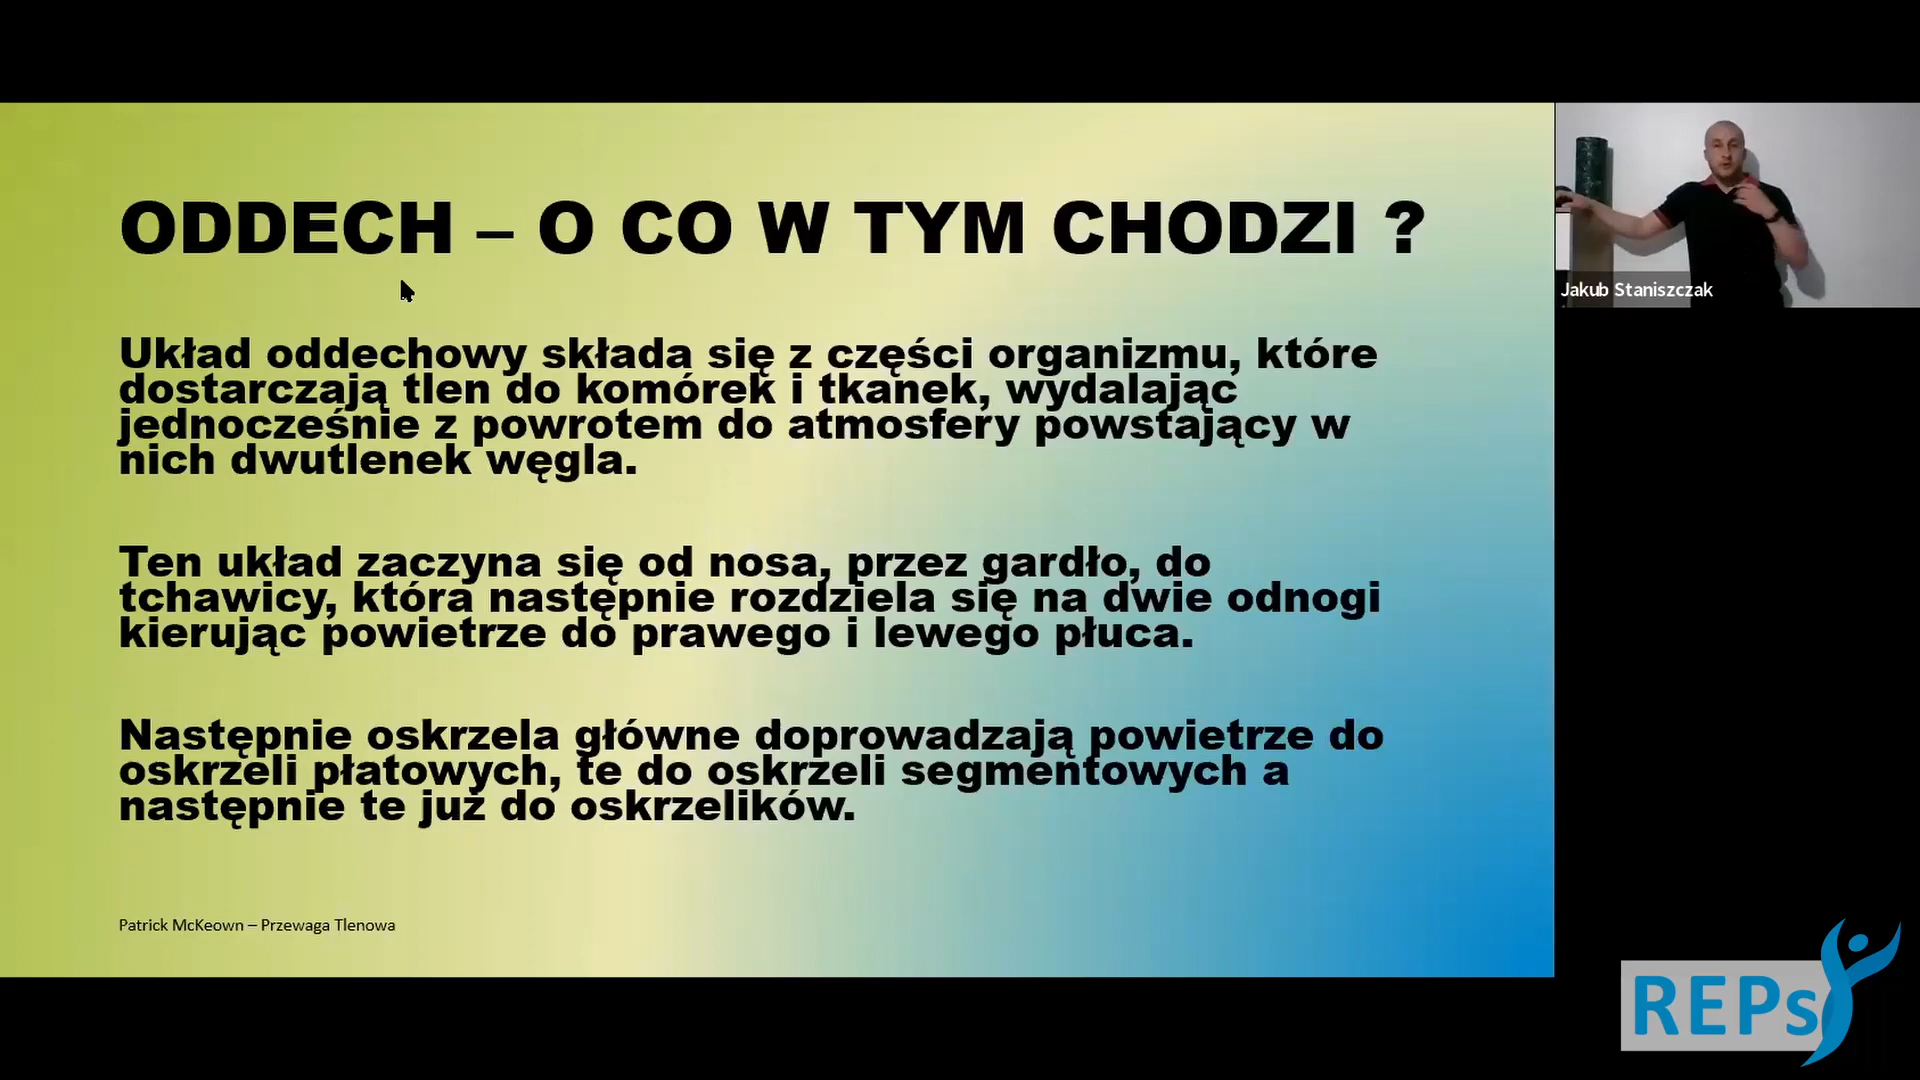 ODDECH – O CO W TYM CHODZI ?
Układ oddechowy składa się z części organizmu, które
dostarczają tlen do komórek i tkanek, wydalając
jednocześnie z powrotem do atmosfery powstający w
nich dwutlenek węgla.
Ten układ zaczyna się od nosa, przez gardło, do
tchawicy, która następnie rozdziela się na dwie odnogi
kierując powietrze do prawego i lewego płuca.
Następnie oskrzela główne doprowadzają powietrze do
oskrzeli płatowych, te do oskrzeli segmentowych a
następnie te już do oskrzelików.
Patrick McKeown – Przewaga Tlenowa
Jakub Staniszczak
REPs